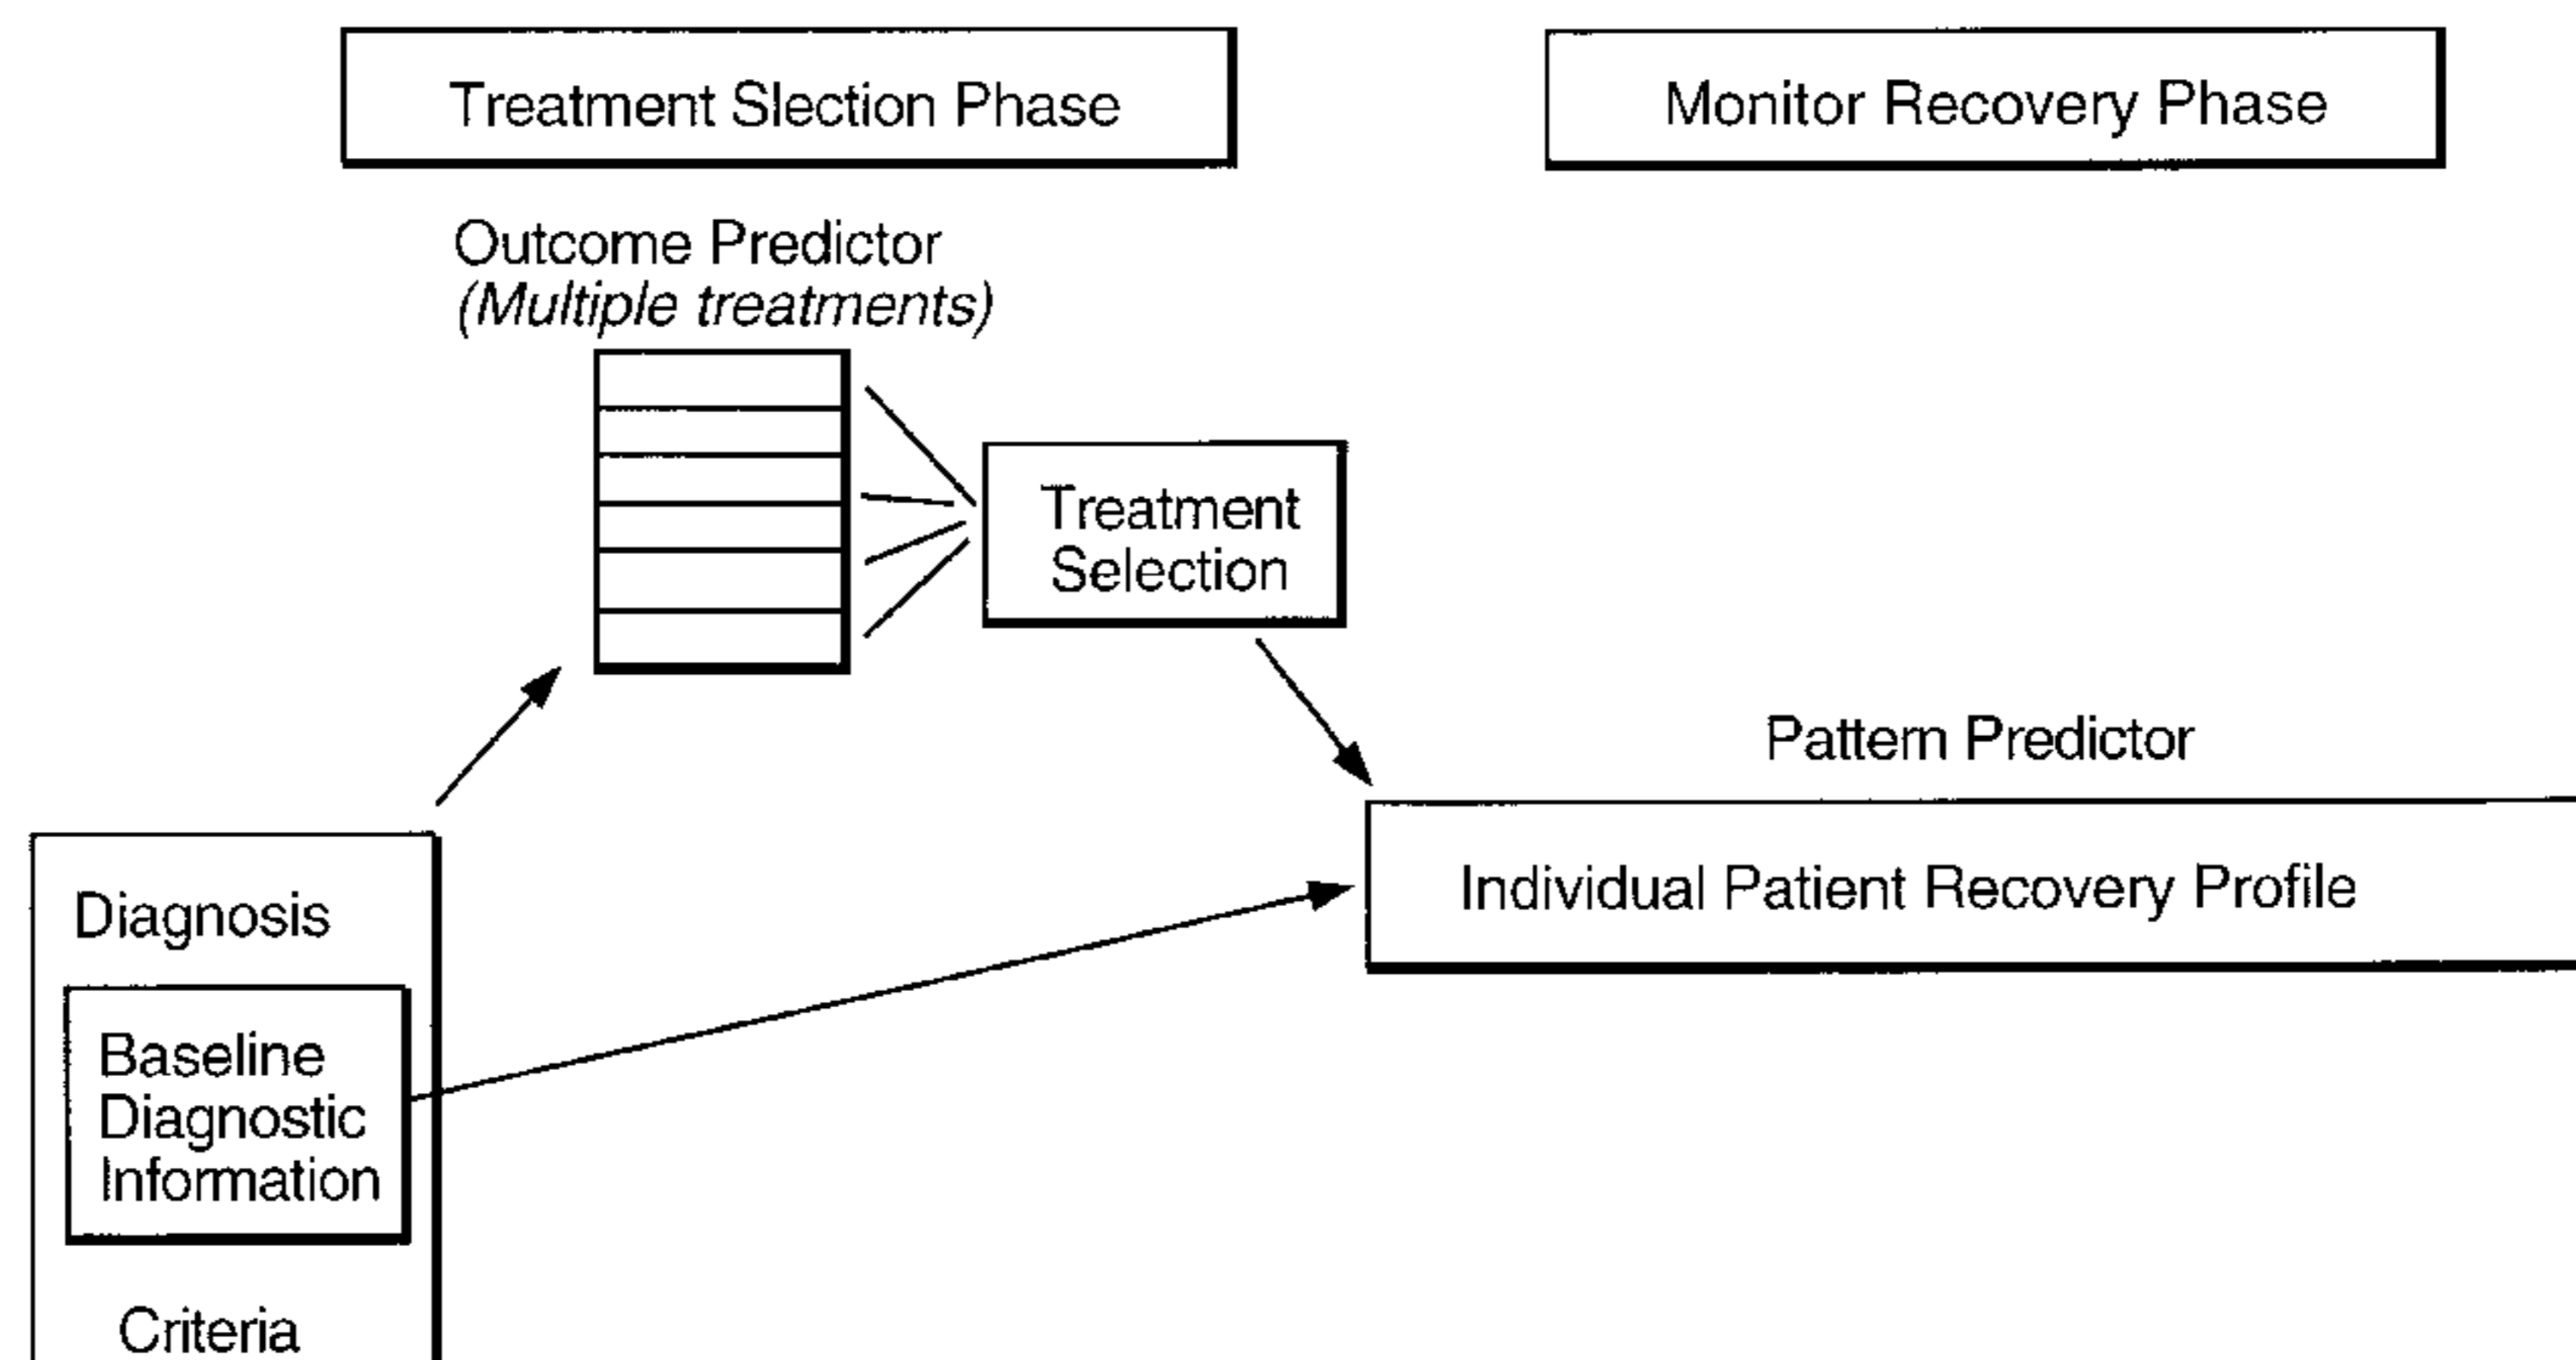 Treatment Slection Phase
Monitor Recovery Phase
Outcome Predictor
(Multiple treatments)
Treatment
Selection
Pattern Predictor
Individual Patient Recovery Profile
Diagnosis
Baseline
Diagnostic
Information
Criteria